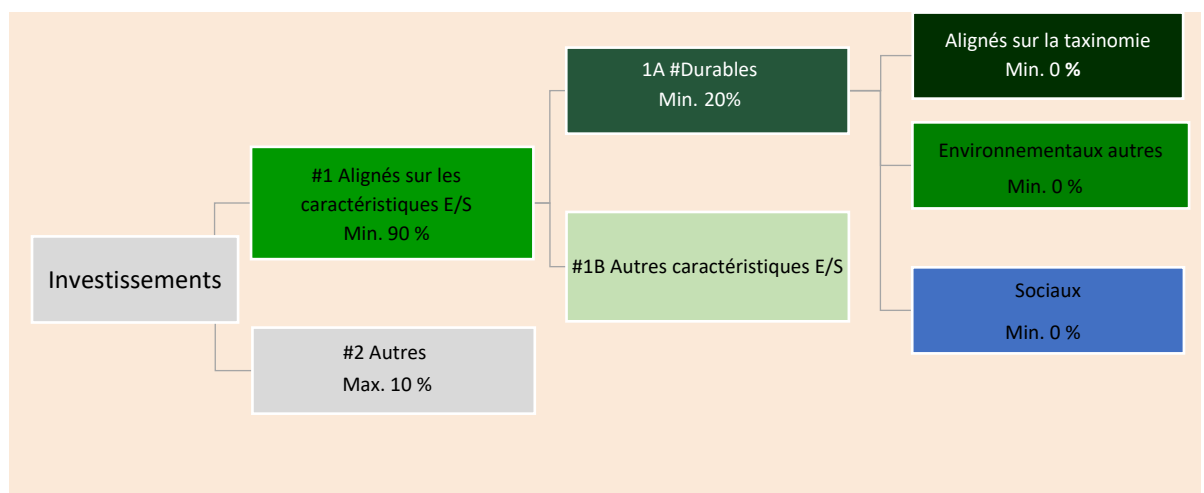 Investissements
#1 Alignés sur les
caractéristiques E/S
Min. 90 %
#2 Autres
Max. 10 %
1A #Durables
Min. 20%
#1B Autres caractéristiques E/S
Alignés sur la taxinomie
Min. 0 %
Environnementaux autres
Min. 0 %
Sociaux
Min. 0 %